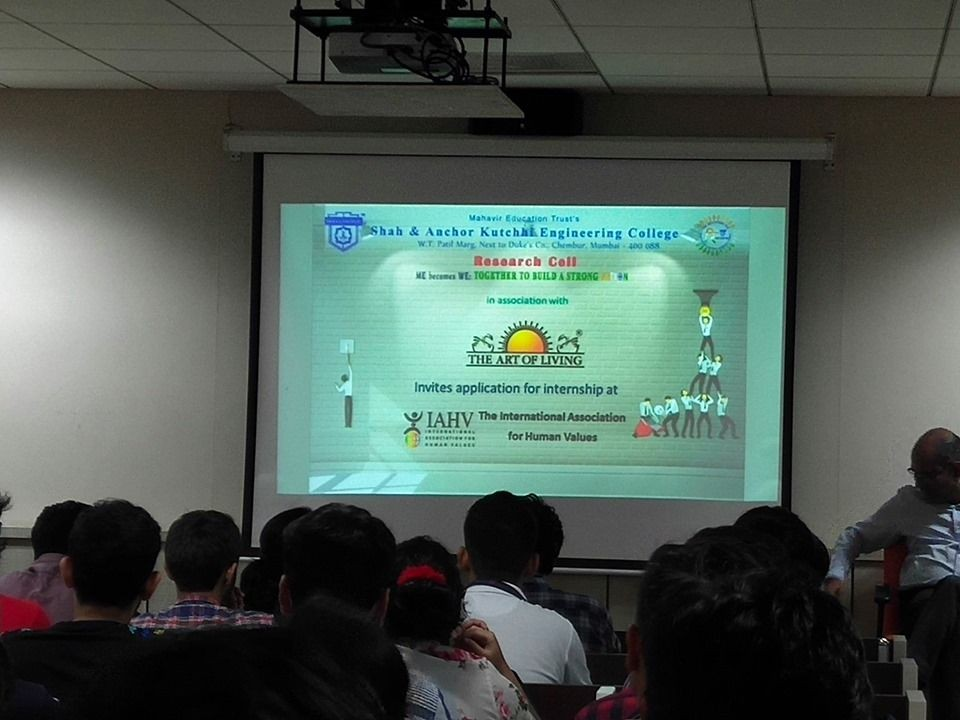 Mahavir Education Trust's
Shah & Anchor Kutchhi Engineering College
W.T. Patil Marg, Next to Duke's Co., Chembur, Mumbai - 400 088
Research Cell
ME becomes WE: TOGETHER TO BUILD A STRONG NATION
in association with
THE ART OF LIVING®
Invites application for internship at
IAHV
INTERNATIONAL
ASSOCIATION FOR
HUMAN VALUES
The International Association
for Human Values